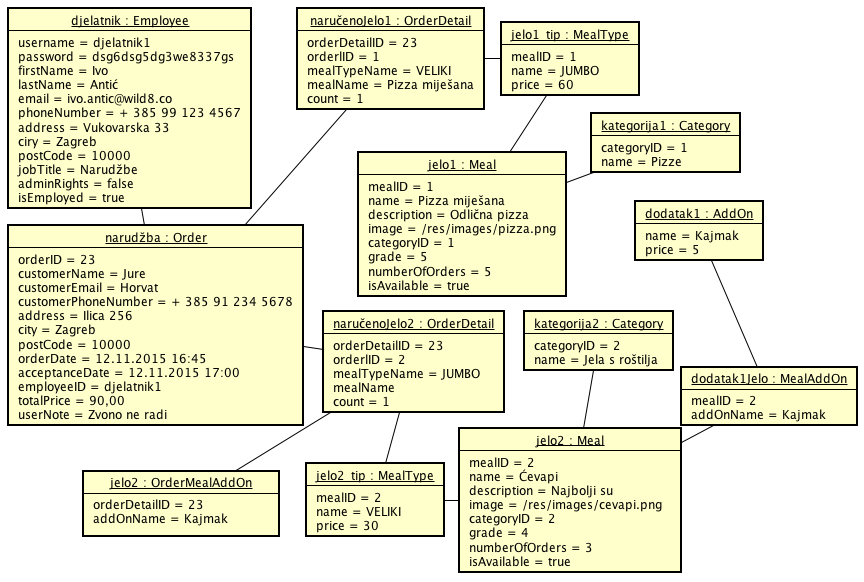 djelatnik : Employee
username = djelatnik1
password = dsg6dsg5dg3we8337gs
firstName = Ivo
lastName = Antić
email = ivo.antic@wild8.co
phoneNumber = + 385 99 123 4567
address = Vukovarska 33
ciry = Zagreb
postCode = 10000
jobTitle = Narudžbe
adminRights = false
isEmployed = true
naručenoJelo1 : OrderDetail
orderDetailID = 23
orderlID = 1
mealTypeName = VELIKI
mealName = Pizza miješana
count = 1
jelo1_tip : MealType
mealID = 1
name = JUMBO
price = 60
kategorija1 : Category
categoryID = 1
name = Pizze
jelo1 : Meal
mealID = 1
name = Pizza miješana
description = Odlična pizza
image = /res/images/pizza.png
categoryID = 1
grade = 5
numberOfOrders = 5
isAvailable = true
dodatak1 : AddOn
name = Kajmak
price = 5
narudžba : Order
orderID = 23
customerName = Jure
customerEmail = Horvat
customerPhoneNumber = + 385 91 234 5678
address = Ilica 256
city = Zagreb
postCode = 10000
orderDate = 12.11.2015 16:45
acceptanceDate = 12.11.2015 17:00
employeeID = djelatnik1
totalPrice = 90,00
userNote = Zvono ne radi
naručenoJelo2 : OrderDetail
orderDetailID = 23
orderlID = 2
mealTypeName = JUMBO
mealName
count = 1
kategorija2 : Category
categoryID = 2
name = Jela s roštilja
dodatak1Jelo : MealAddOn
mealID = 2
addOnName = Kajmak
jelo2 : OrderMealAddOn
orderDetailID = 23
addOnName = Kajmak
jelo2_tip : MealType
mealID = 2
name = VELIKI
price = 30
jelo2 : Meal
mealID = 2
name = Ćevapi
description = Najbolji su
image = /res/images/cevapi.png
categoryID = 2
grade = 4
numberOfOrders = 3
isAvailable = true